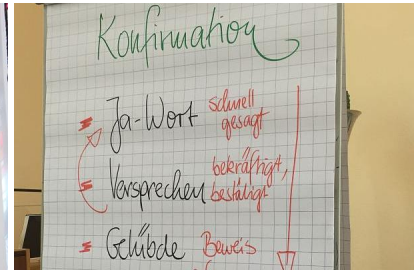 Konfirmation
Ja-Wort schnell
gesagt
Versprechen bekräftigt,
bestätigt
Gelübde Beweis